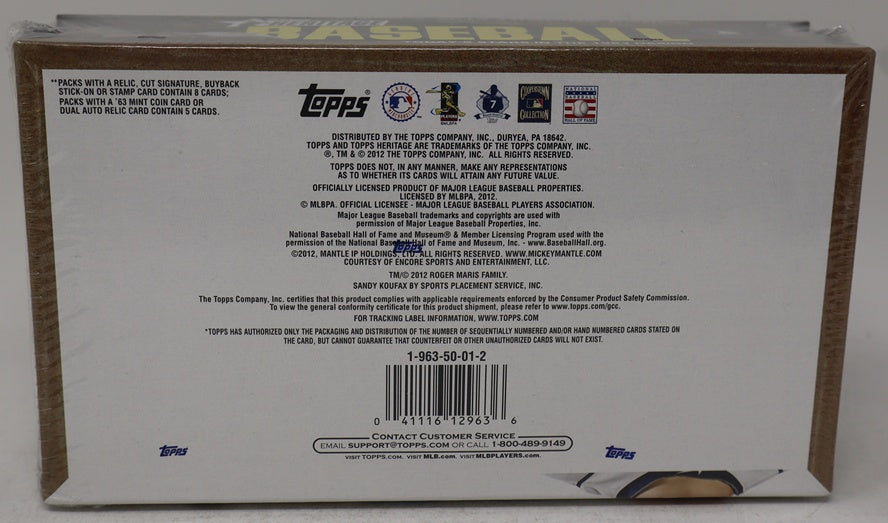 BASEBALL
**PACKS WITH A RELIC, CUT SIGNATURE, BUYBACK
STICK-ON OR STAMP CARD CONTAIN 8 CARDS;
PACKS WITH A '63 MINT COIN CARD OR
DUAL AUTO RELIC CARD CONTAIN 5 CARDS.
Topps®
PLAYERS
7
COOPERSTOWN
COLLECTION
NATIONAL
BASEBALL
HALL OF FAME
DISTRIBUTED BY THE TOPPS COMPANY, INC., DURYEA, PA 18642.
TOPPS AND TOPPS HERITAGE ARE TRADEMARKS OF THE TOPPS COMPANY, INC.
®, TM & © 2012 THE TOPPS COMPANY, INC. ALL RIGHTS RESERVED.
TOPPS DOES NOT, IN ANY MANNER, MAKE ANY REPRESENTATIONS
AS TO WHETHER ITS CARDS WILL ATTAIN ANY FUTURE VALUE.
OFFICIALLY LICENSED PRODUCT OF MAJOR LEAGUE BASEBALL PROPERTIES.
LICENSED BY MLBPA, 2012.
© MLBPA. OFFICIAL LICENSEE - MAJOR LEAGUE BASEBALL PLAYERS ASSOCIATION.
Major League Baseball trademarks and copyrights are used with
permission of Major League Baseball Properties, Inc.
National Baseball Hall of Fame and Museum® & Member Licensing Program used with the
permission of the National Baseball Hall of Fame and Museum, Inc. - www.BaseballHall.org.
Topps
©2012, MANTLE IP HOLDINGS, LTD. ALL RIGHTS RESERVED. WWW.MICKEYMANTLE.COM
COURTESY OF ENCORE SPORTS AND ENTERTAINMENT, LLC.
TM/© 2012 ROGER MARIS FAMILY.
SANDY KOUFAX BY SPORTS PLACEMENT SERVICE, INC.
The Topps Company, Inc. certifies that this product complies with applicable requirements enforced by the Consumer Product Safety Commission.
To view the general conformity certificate for this product shipment, please refer to www.topps.com/gcc.
FOR TRACKING LABEL INFORMATION, WWW.TOPPS.COM
*TOPPS HAS AUTHORIZED ONLY THE PACKAGING AND DISTRIBUTION OF THE NUMBER OF SEQUENTIALLY NUMBERED AND/OR HAND NUMBERED CARDS STATED ON
THE CARD, BUT CANNOT GUARANTEE THAT COUNTERFEIT OR OTHER UNAUTHORIZED CARDS WILL NOT EXIST.
1-963-50-01-2
0 41116 12963 6
CONTACT CUSTOMER SERVICE
EMAIL SUPPORT@TOPPS.COM OR CALL 1-800-489-9149
VISIT TOPPS.COM. VISIT MLB.COM. VISIT MLBPLAYERS.COM.
Topps
Topps